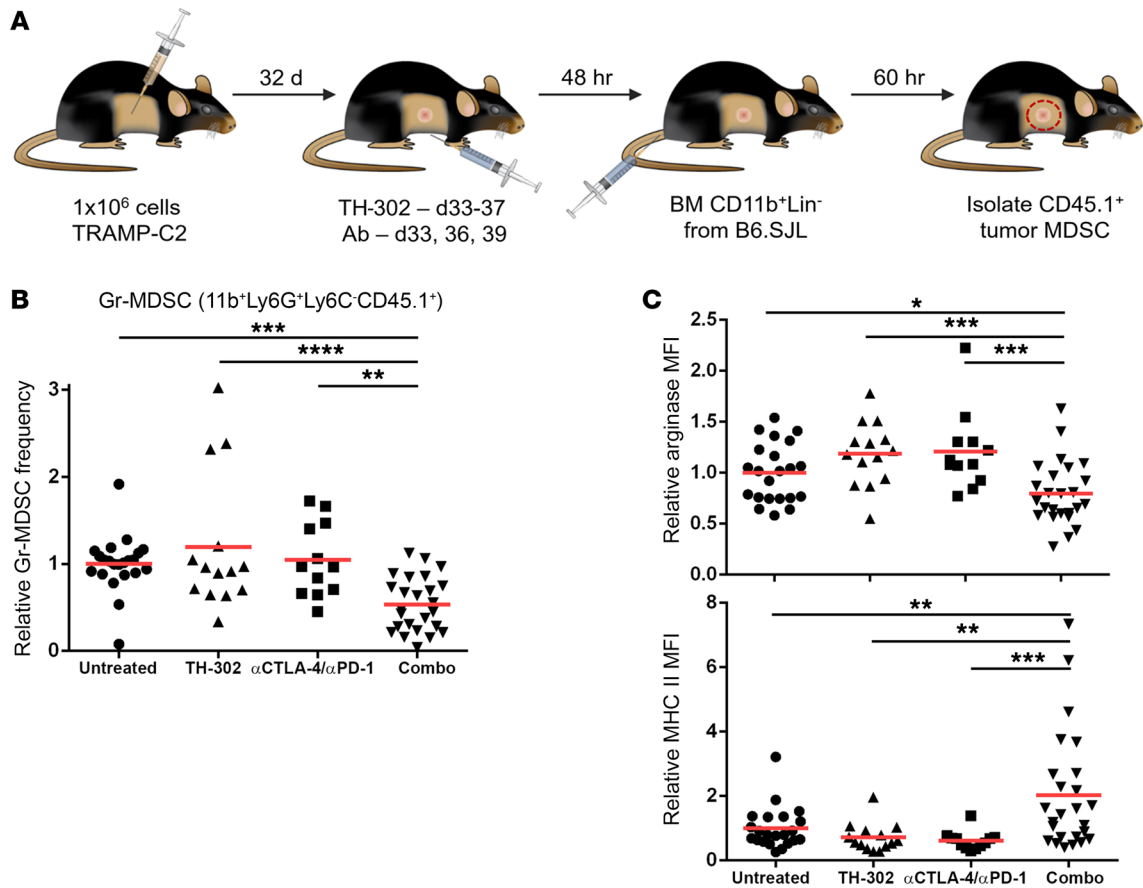 A
32 d
48 hr
60 hr
1x10⁶ cells
TRAMP-C2
TH-302 – d33-37
Ab – d33, 36, 39
BM CD11b⁺Lin⁻
from B6.SJL
Isolate CD45.1⁺
tumor MDSC
B
Gr-MDSC (11b⁺Ly6G⁺Ly6C⁻CD45.1⁺)
***
****
**
Relative Gr-MDSC frequency
3
2
1
0
Untreated TH-302 αCTLA-4/αPD-1 Combo
C
*
***
***
Relative arginase MFI
2.5
2.0
1.5
1.0
0.5
0.0
**
**
***
Relative MHC II MFI
8
6
4
2
0
Untreated TH-302 αCTLA-4/αPD-1 Combo